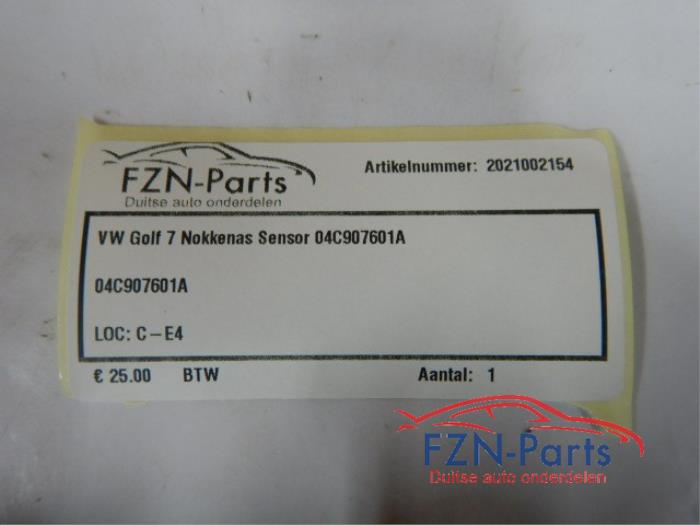 FZN-Parts
Duitse auto onderdelen
Artikelnummer: 2021002154
VW Golf 7 Nokkenas Sensor 04C907601A
04C907601A
LOC: C-E4
€ 25.00 BTW Aantal: 1
FZN-Parts
Duitse auto onderdelen